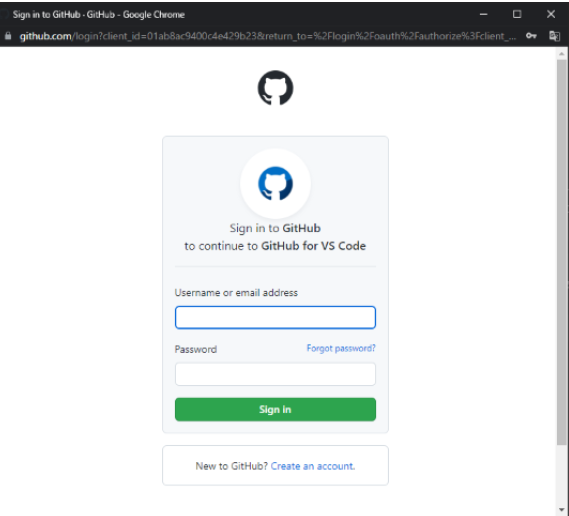 Sign in to GitHub · GitHub - Google Chrome
github.com/login?client_id=01ab8ac9400c4e429b23&return_to=%2Flogin%2Foauth%2Fauthorize%3Fclient_...
Sign in to GitHub
to continue to GitHub for VS Code
Username or email address
Password Forgot password?
Sign in
New to GitHub? Create an account.